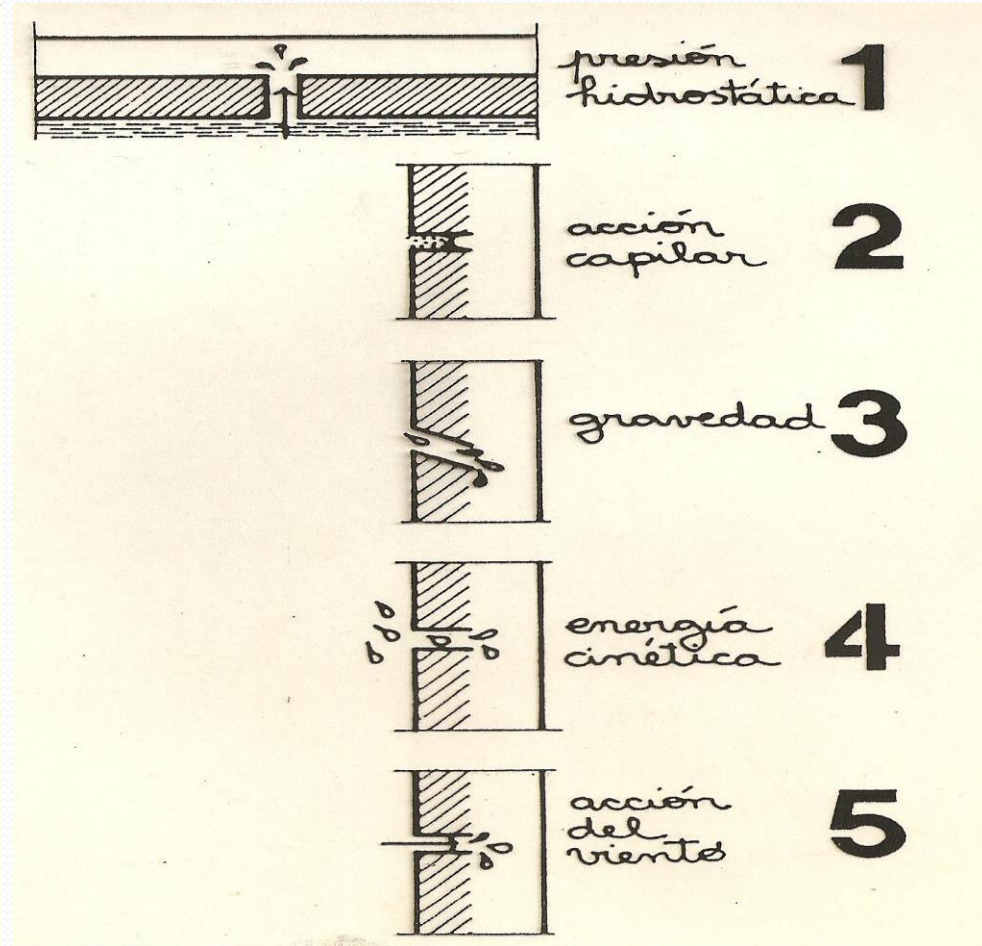 presión
hidrostática 1
acción
capilar 2
gravedad 3
energía
cinética 4
acción
del
viento 5